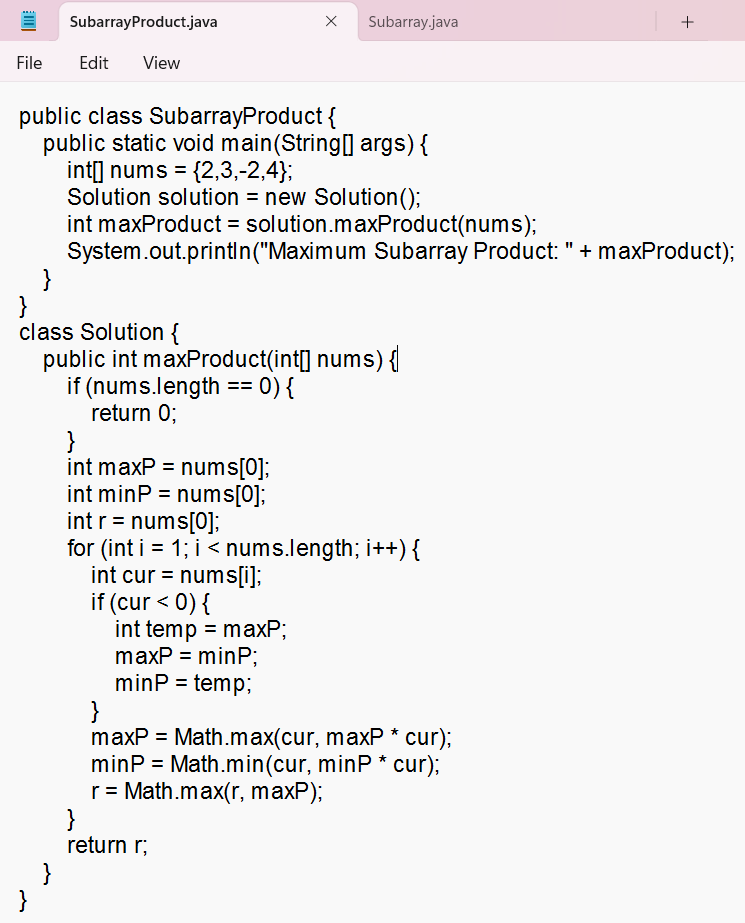 SubarrayProduct.java
Subarray.java
File Edit View
public class SubarrayProduct {
    public static void main(String[] args) {
        int[] nums = {2,3,-2,4};
        Solution solution = new Solution();
        int maxProduct = solution.maxProduct(nums);
        System.out.println("Maximum Subarray Product: " + maxProduct);
    }
}
class Solution {
    public int maxProduct(int[] nums) {
        if (nums.length == 0) {
            return 0;
        }
        int maxP = nums[0];
        int minP = nums[0];
        int r = nums[0];
        for (int i = 1; i < nums.length; i++) {
            int cur = nums[i];
            if (cur < 0) {
                int temp = maxP;
                maxP = minP;
                minP = temp;
            }
            maxP = Math.max(cur, maxP * cur);
            minP = Math.min(cur, minP * cur);
            r = Math.max(r, maxP);
        }
        return r;
    }
}